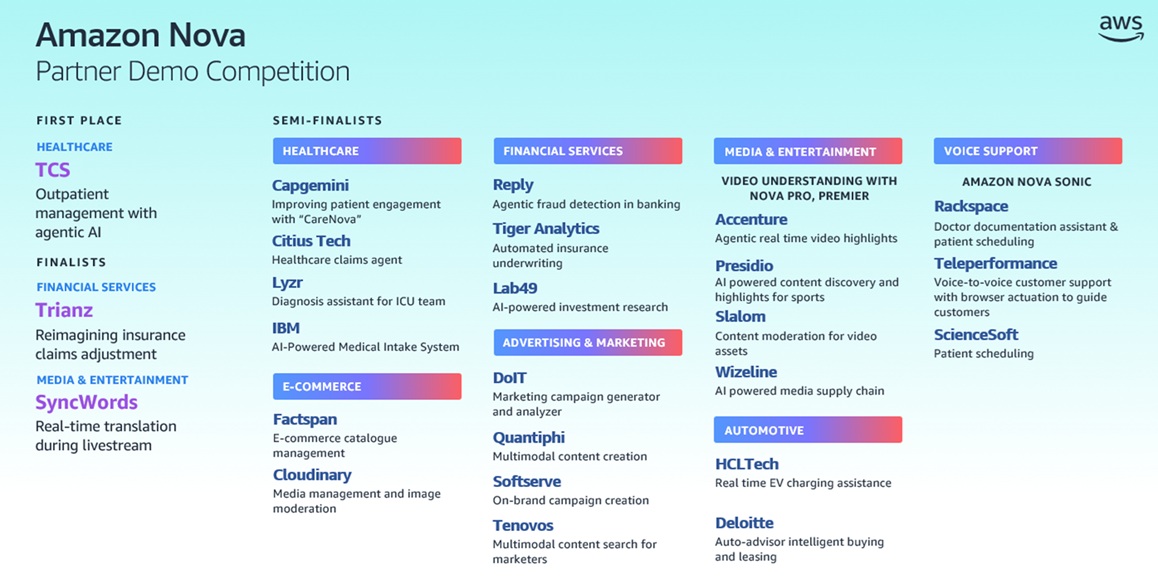 Amazon Nova
Partner Demo Competition
aws
FIRST PLACE
HEALTHCARE
TCS
Outpatient
management with
agentic AI
FINALISTS
FINANCIAL SERVICES
Trianz
Reimagining insurance
claims adjustment
MEDIA & ENTERTAINMENT
SyncWords
Real-time translation
during livestream
SEMI-FINALISTS
HEALTHCARE
Capgemini
Improving patient engagement
with “CareNova”
Citius Tech
Healthcare claims agent
Lyzr
Diagnosis assistant for ICU team
IBM
AI-Powered Medical Intake System
E-COMMERCE
Factspan
E-commerce catalogue
management
Cloudinary
Media management and image
moderation
FINANCIAL SERVICES
Reply
Agentic fraud detection in banking
Tiger Analytics
Automated insurance
underwriting
Lab49
AI-powered investment research
ADVERTISING & MARKETING
DoIT
Marketing campaign generator
and analyzer
Quantiphi
Multimodal content creation
Softserve
On-brand campaign creation
Tenovos
Multimodal content search for
marketers
MEDIA & ENTERTAINMENT
VIDEO UNDERSTANDING WITH
NOVA PRO, PREMIER
Accenture
Agentic real time video highlights
Presidio
AI powered content discovery and
highlights for sports
Slalom
Content moderation for video
assets
Wizeline
AI powered media supply chain
AUTOMOTIVE
HCLTech
Real time EV charging assistance
Deloitte
Auto-advisor intelligent buying
and leasing
VOICE SUPPORT
AMAZON NOVA SONIC
Rackspace
Doctor documentation assistant &
patient scheduling
Teleperformance
Voice-to-voice customer support
with browser actuation to guide
customers
ScienceSoft
Patient scheduling